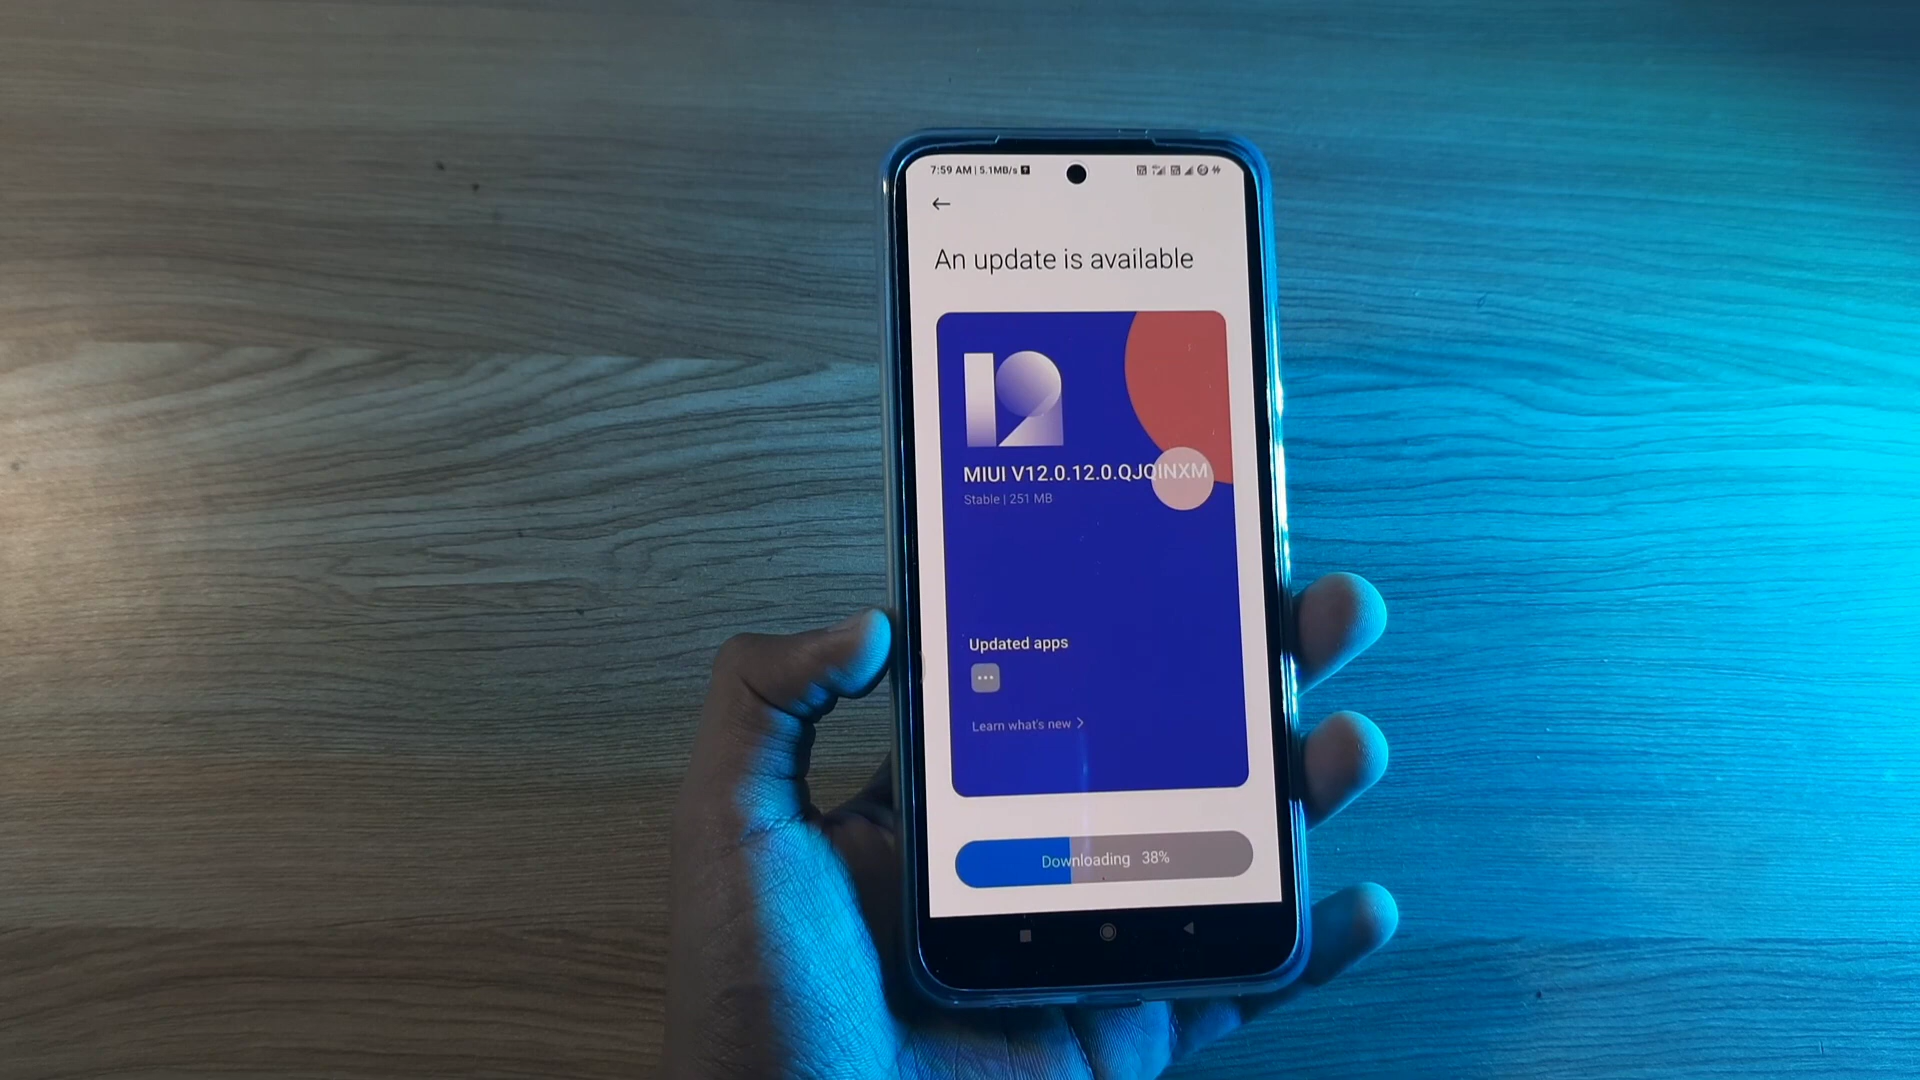 7:59 AM | 5.1MB/s
An update is available
12
MIUI V12.0.12.0.QJQINXM
Stable | 251 MB
Updated apps
Learn what's new >
Downloading 38%